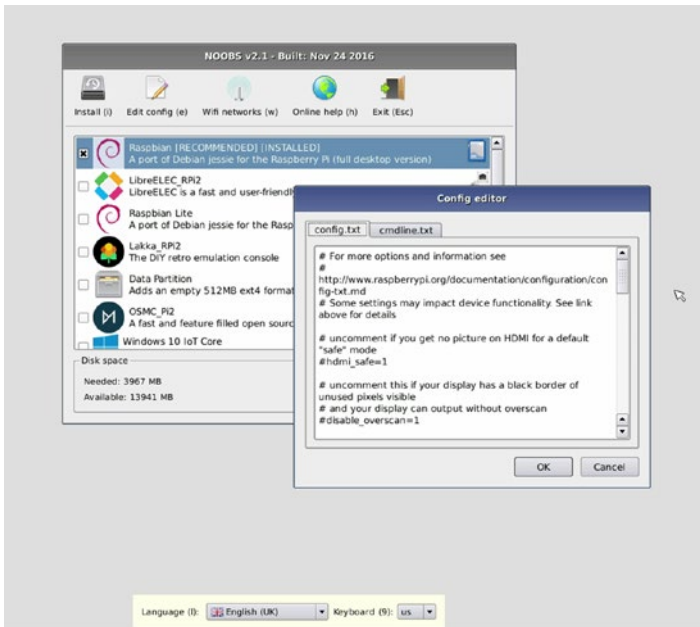 NOOBS v2.1 - Built: Nov 24 2016
Install (i) Edit config (e) Wifi networks (w) Online help (h) Exit (Esc)
Raspbian [RECOMMENDED] [INSTALLED]
A port of Debian jessie for the Raspberry Pi (full desktop version)
LibreELEC_RPi2
LibreELEC is a fast and user-friendl
Raspbian Lite
A port of Debian jessie for the Rasp
Lakka_RPi2
The DIY retro emulation console
Data Partition
Adds an empty 512MB ext4 format
OSMC_Pi2
A fast and feature filled open sourc
Windows 10 IoT Core
Disk space
Needed: 3967 MB
Available: 13941 MB
Config editor
config.txt cmdline.txt
# For more options and information see
#
http://www.raspberrypi.org/documentation/configuration/con
fig-txt.md
# Some settings may impact device functionality. See link
above for details
# uncomment if you get no picture on HDMI for a default
"safe" mode
#hdmi_safe=1
# uncomment this if your display has a black border of
unused pixels visible
# and your display can output without overscan
#disable_overscan=1
OK Cancel
Language (l): English (UK) Keyboard (9): us